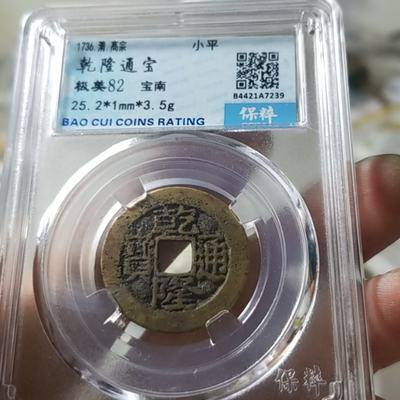 1736.清.高宗 小平
乾隆通宝
极美82 宝南
25.2*1mm*3.5g
B4421A7239
BAO CUI COINS RATING
保粹
乾隆通寳
保粹